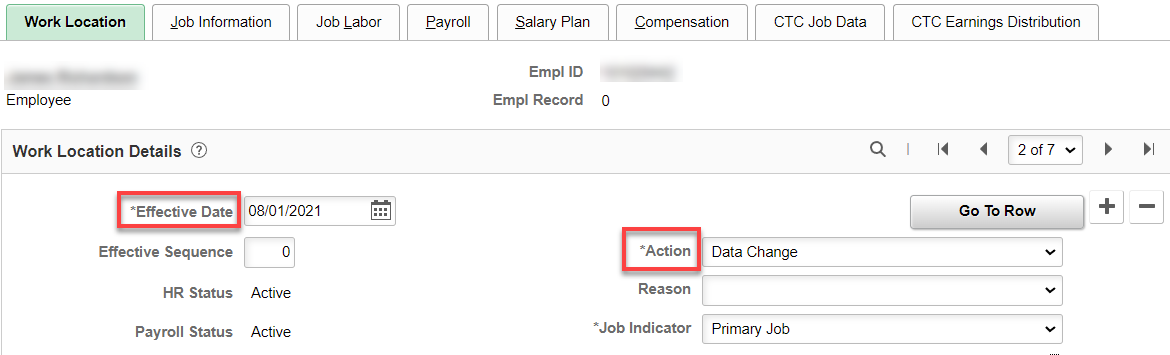 Work Location Job Information Job Labor Payroll Salary Plan Compensation CTC Job Data CTC Earnings Distribution
Empl ID
Employee Empl Record 0
Work Location Details ? 2 of 7
*Effective Date 08/01/2021 Go To Row
Effective Sequence 0 *Action Data Change
HR Status Active Reason
Payroll Status Active *Job Indicator Primary Job